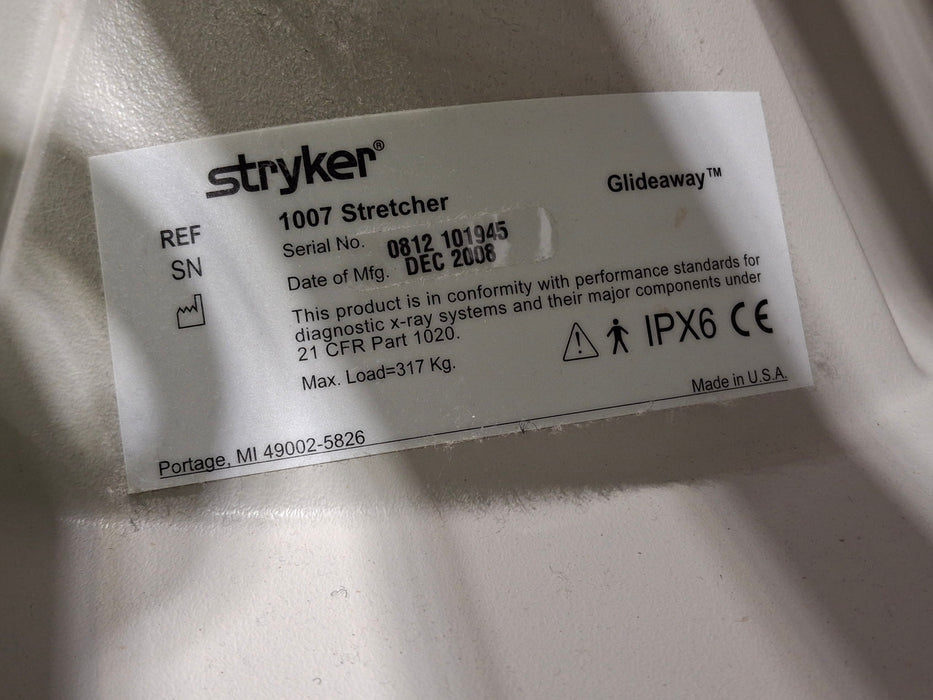 stryker®
Glideaway™
REF 1007 Stretcher
SN Serial No. 0812 101945
Date of Mfg. DEC 2008
This product is in conformity with performance standards for
diagnostic x-ray systems and their major components under
21 CFR Part 1020.
IPX6 CE
Max. Load=317 Kg.
Made in U.S.A.
Portage, MI 49002-5826